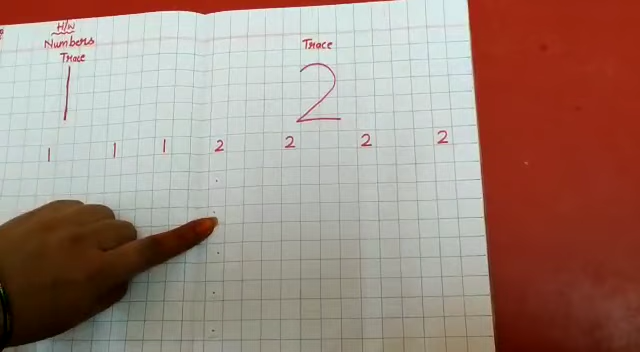 H/W
Numbers
Trace
Trace
1
2
1 1 1 2 2 2 2